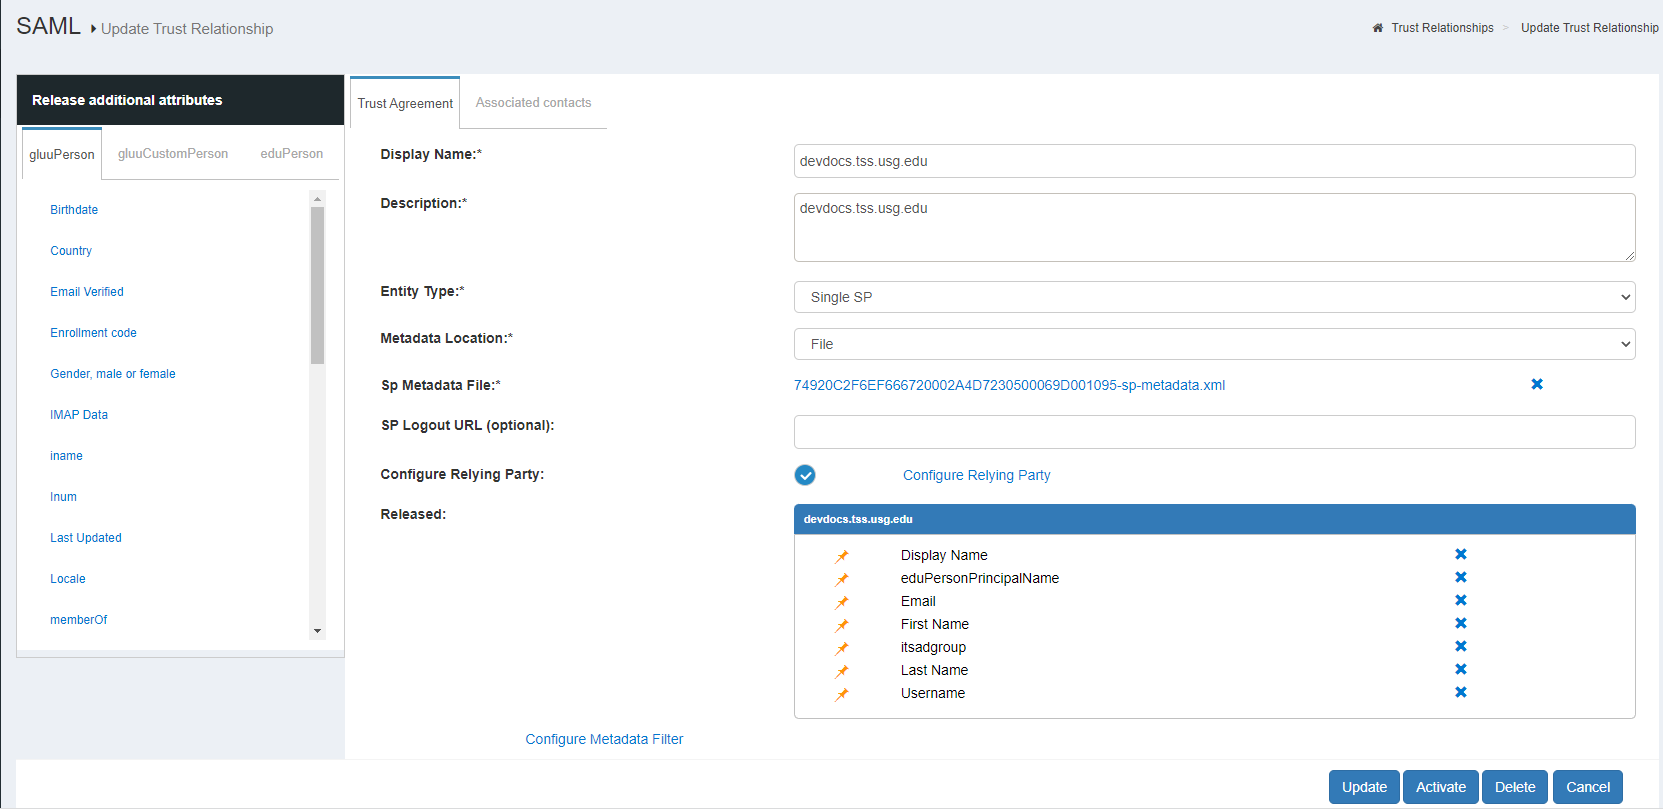 SAML Update Trust Relationship
Trust Relationships > Update Trust Relationship
Release additional attributes
gluuPerson gluuCustomPerson eduPerson
Birthdate
Country
Email Verified
Enrollment code
Gender, male or female
IMAP Data
iname
Inum
Last Updated
Locale
memberOf
Trust Agreement Associated contacts
Display Name:* devdocs.tss.usg.edu
Description:* devdocs.tss.usg.edu
Entity Type:* Single SP
Metadata Location:* File
Sp Metadata File:* 74920C2F6EF666720002A4D7230500069D001095-sp-metadata.xml
SP Logout URL (optional):
Configure Relying Party: Configure Relying Party
Released: devdocs.tss.usg.edu
Display Name
eduPersonPrincipalName
Email
First Name
itsadgroup
Last Name
Username
Configure Metadata Filter
Update Activate Delete Cancel